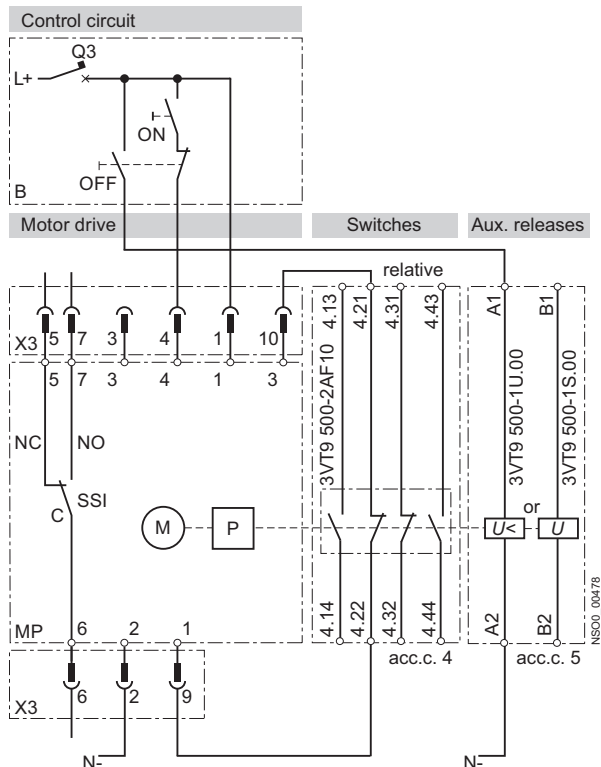 Control circuit
Q3
L+
ON
OFF
B
Motor drive
Switches
Aux. releases
relative
4.13
4.21
4.31
4.43
A1
B1
X3
5
7
3
4
1
10
5
7
3
4
1
3
3VT9 500-2AF10
3VT9 500-1U.00
3VT9 500-1S.00
NC
NO
C
SSI
M
P
or
U<
U
4.14
4.22
4.32
4.44
A2
B2
NSO0_00478
MP
6
2
1
acc.c. 4
acc.c. 5
X3
6
2
9
N-
N-